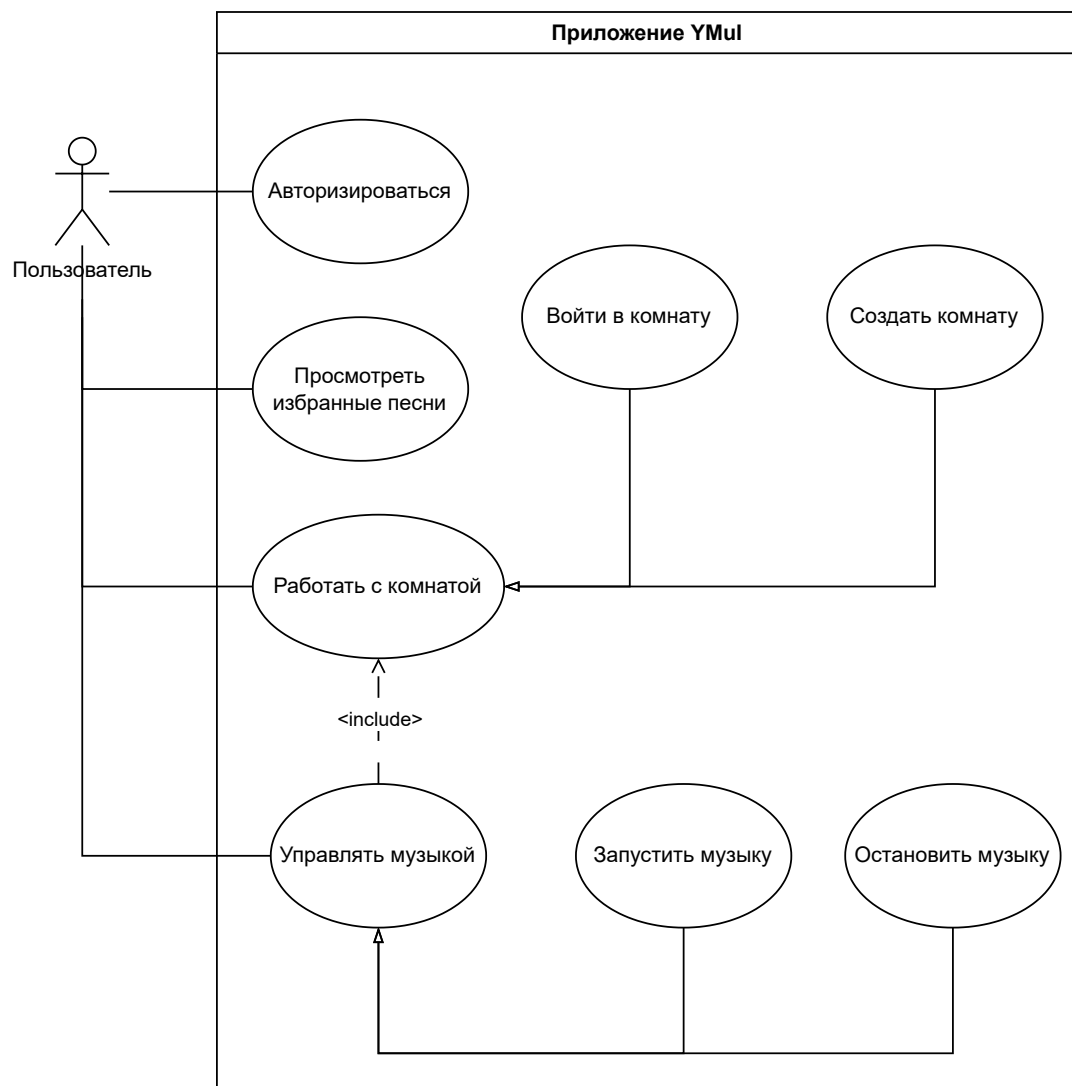 Приложение YMul
Авторизироваться
Пользователь
Войти в комнату
Создать комнату
Просмотреть
избранные песни
Работать с комнатой
<include>
Управлять музыкой
Запустить музыку
Остановить музыку